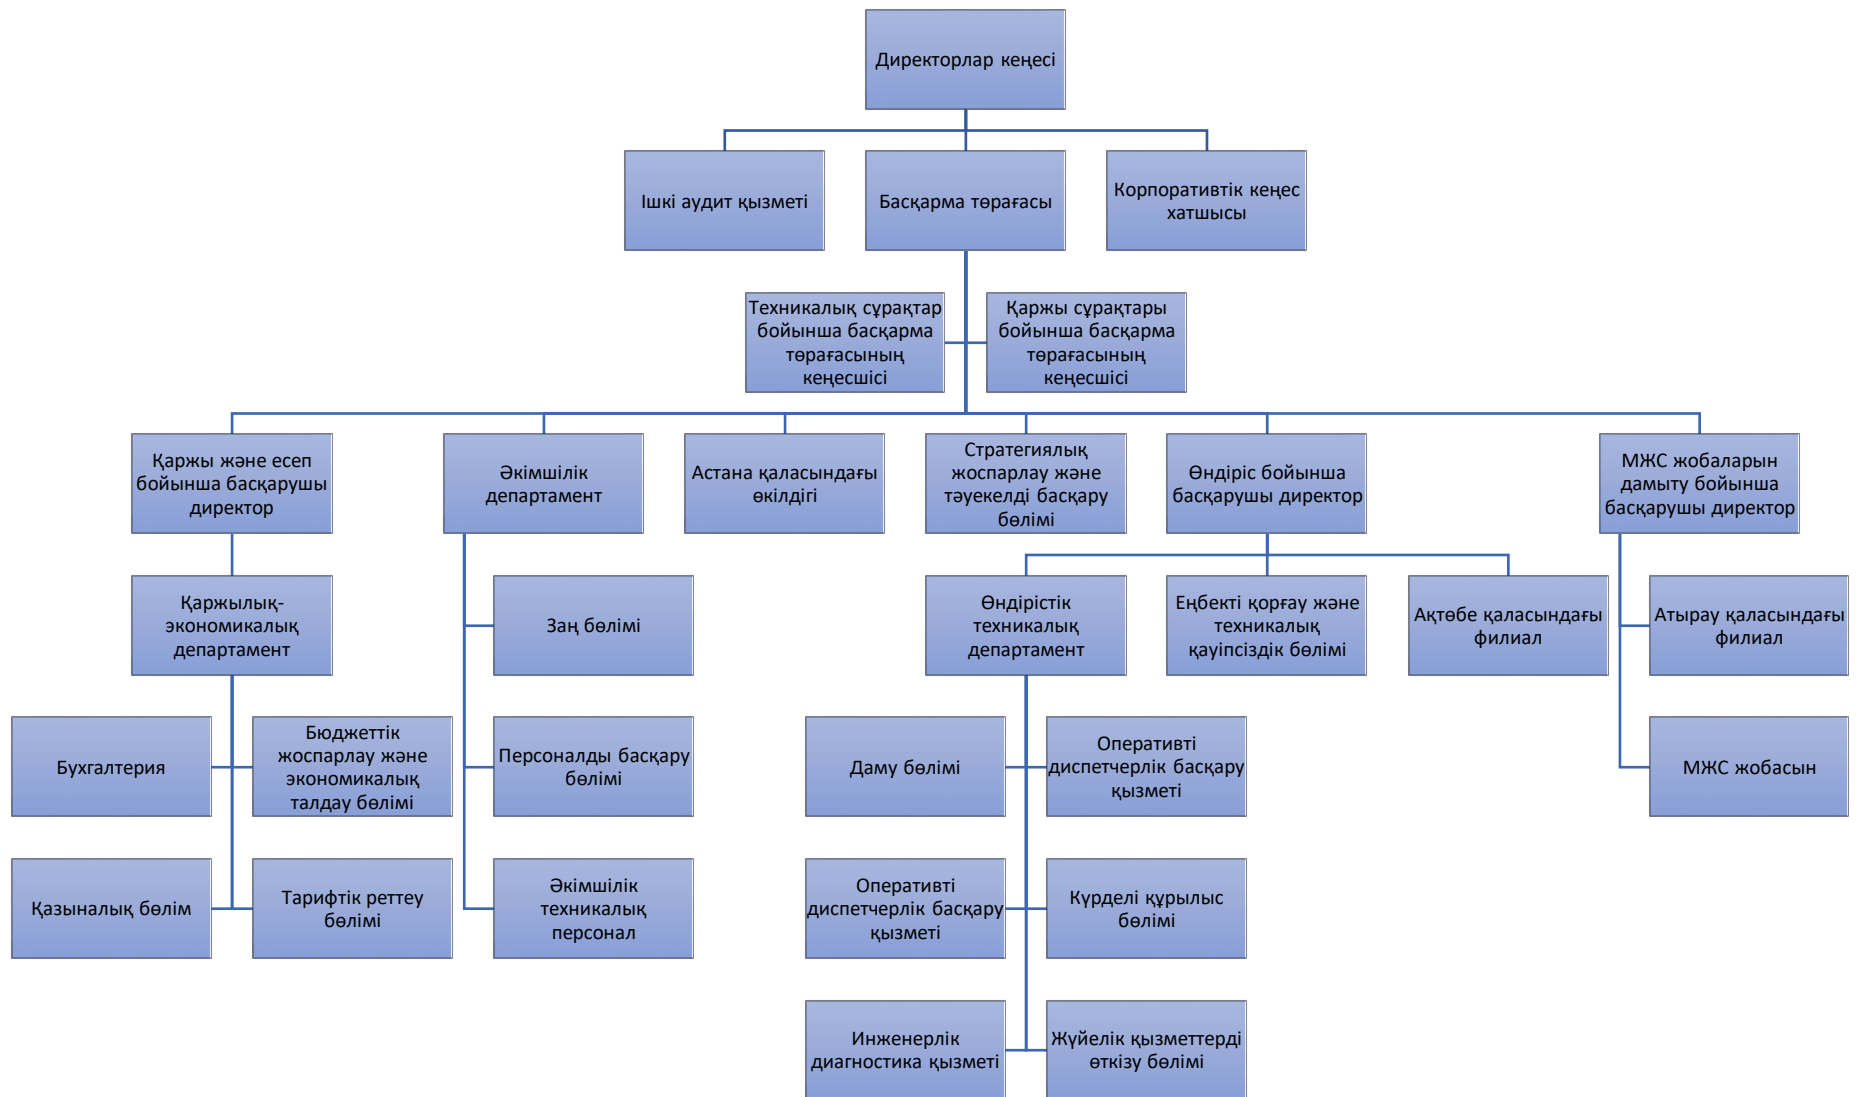 Директорлар кеңесі
Ішкі аудит қызметі
Басқарма төрағасы
Корпоративтік кеңес
хатшысы
Техникалық сұрақтар
бойынша басқарма
төрағасының
кеңесшісі
Қаржы сұрақтары
бойынша басқарма
төрағасының
кеңесшісі
Қаржы және есеп
бойынша басқарушы
директор
Әкімшілік
департамент
Астана қаласындағы
өкілдігі
Стратегиялық
жоспарлау және
тәуекелді басқару
бөлімі
Өндіріс бойынша
басқарушы директор
МЖС жобаларын
дамыту бойынша
басқарушы директор
Қаржылық-
экономикалық
департамент
Заң бөлімі
Өндірістік
техникалық
департамент
Еңбекті қорғау және
техникалық
қауіпсіздік бөлімі
Ақтөбе қаласындағы
филиал
Атырау қаласындағы
филиал
Бухгалтерия
Бюджеттік
жоспарлау және
экономикалық
талдау бөлімі
Персоналды басқару
бөлімі
Даму бөлімі
Оперативті
диспетчерлік басқару
қызметі
МЖС жобасын
Қазыналық бөлім
Тарифтік реттеу
бөлімі
Әкімшілік
техникалық
персонал
Оперативті
диспетчерлік басқару
қызметі
Күрделі құрылыс
бөлімі
Инженерлік
диагностика қызметі
Жүйелік қызметтерді
өткізу бөлімі